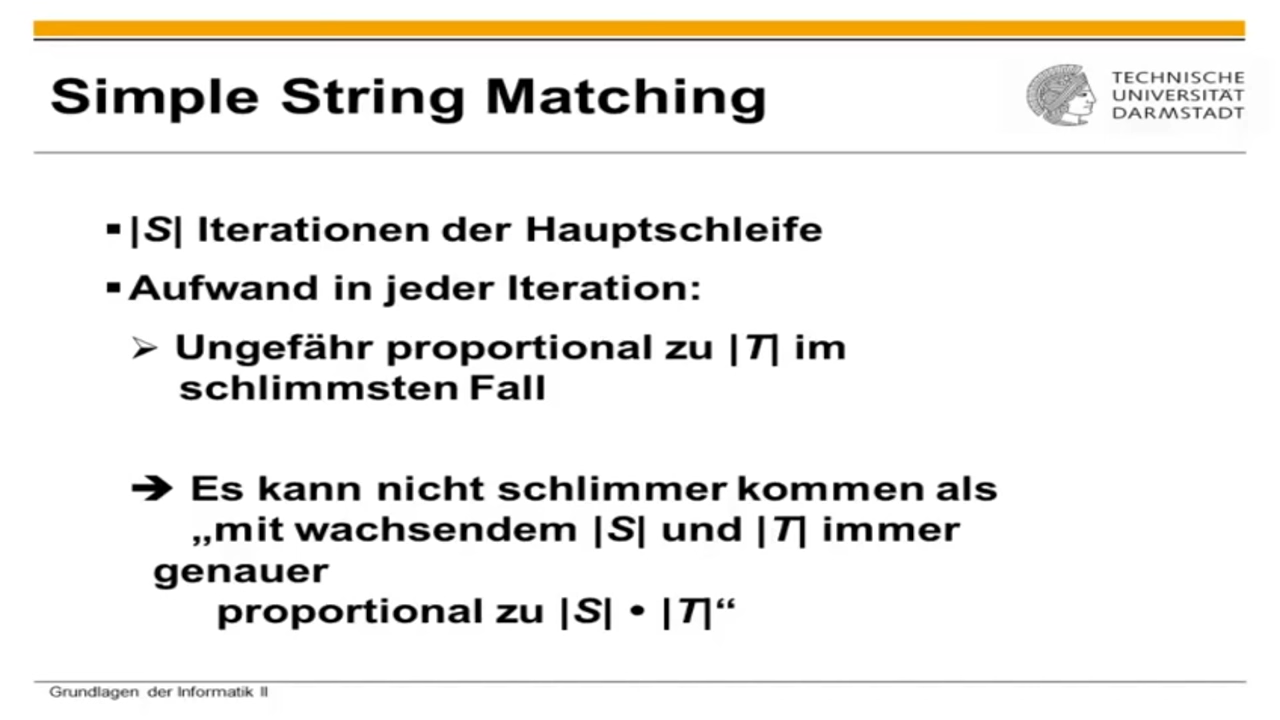 Simple String Matching
TECHNISCHE
UNIVERSITÄT
DARMSTADT
▪ |S| Iterationen der Hauptschleife
▪ Aufwand in jeder Iteration:
➢ Ungefähr proportional zu |T| im
schlimmsten Fall
➔ Es kann nicht schlimmer kommen als
„mit wachsendem |S| und |T| immer
genauer
proportional zu |S| • |T|“
Grundlagen der Informatik II